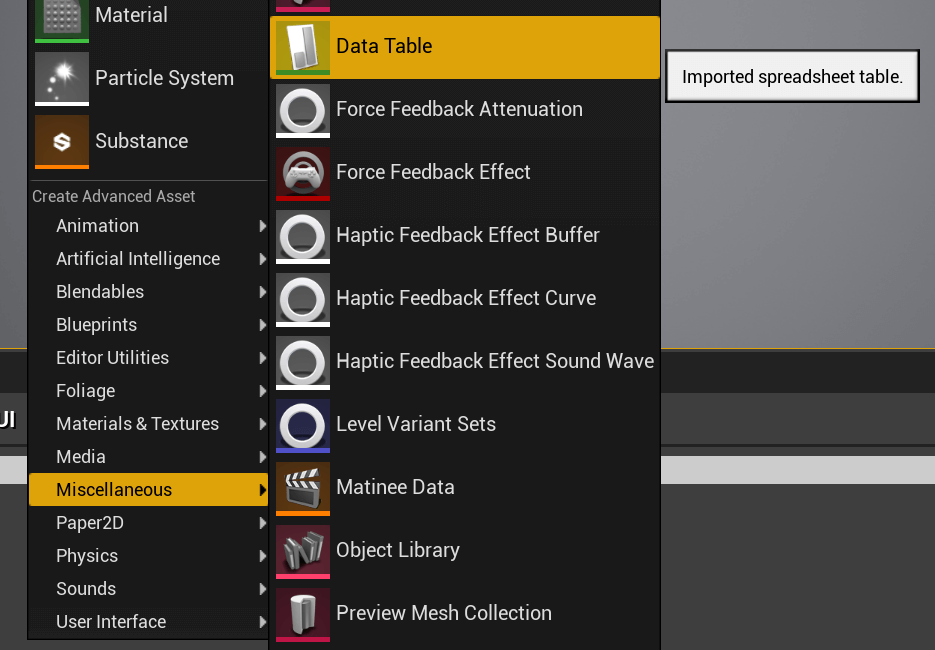 Material
Particle System
Substance
Create Advanced Asset
Animation
Artificial Intelligence
Blendables
Blueprints
Editor Utilities
Foliage
Materials & Textures
Media
Miscellaneous
Paper2D
Physics
Sounds
User Interface
Data Table
Force Feedback Attenuation
Force Feedback Effect
Haptic Feedback Effect Buffer
Haptic Feedback Effect Curve
Haptic Feedback Effect Sound Wave
Level Variant Sets
Matinee Data
Object Library
Preview Mesh Collection
Imported spreadsheet table.